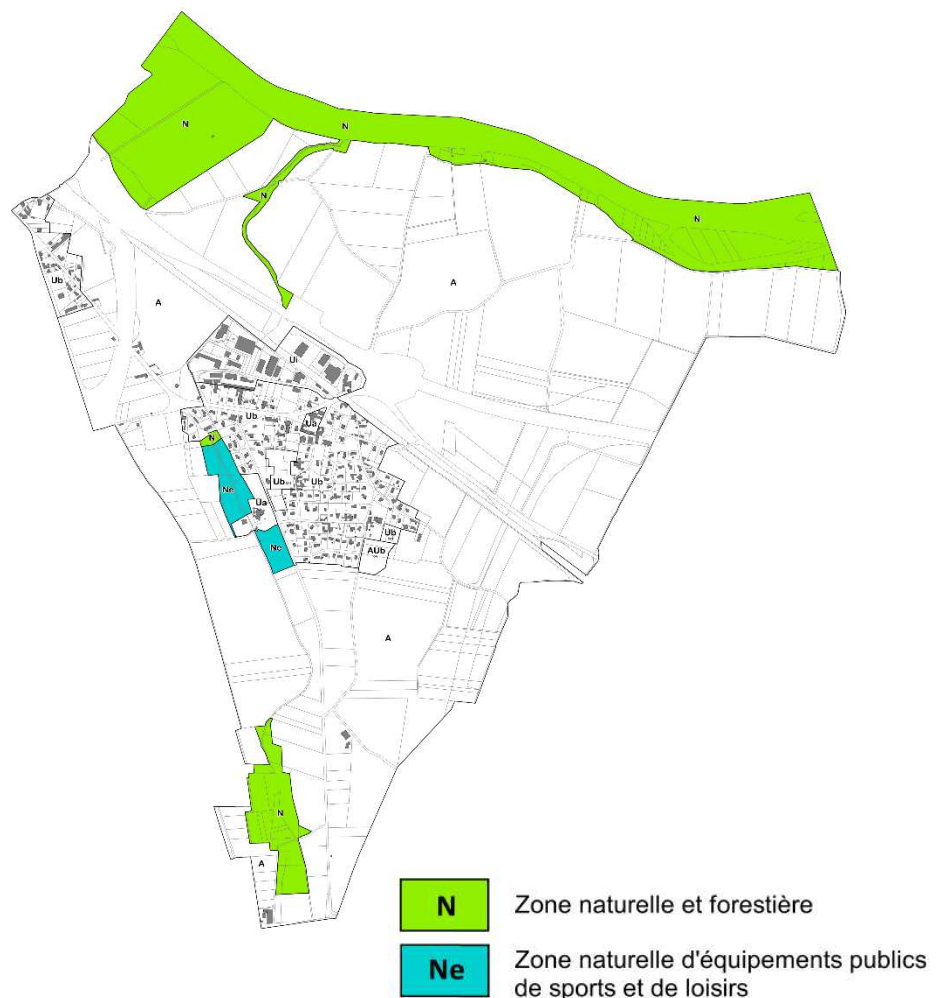 N
N
N
N
Ub
A
A
Ui
Ub
Ua
N
Ub
Ub
Ne
Ua
Ub
Ne
AUb
A
N
A
N Zone naturelle et forestière
Ne Zone naturelle d'équipements publics
de sports et de loisirs